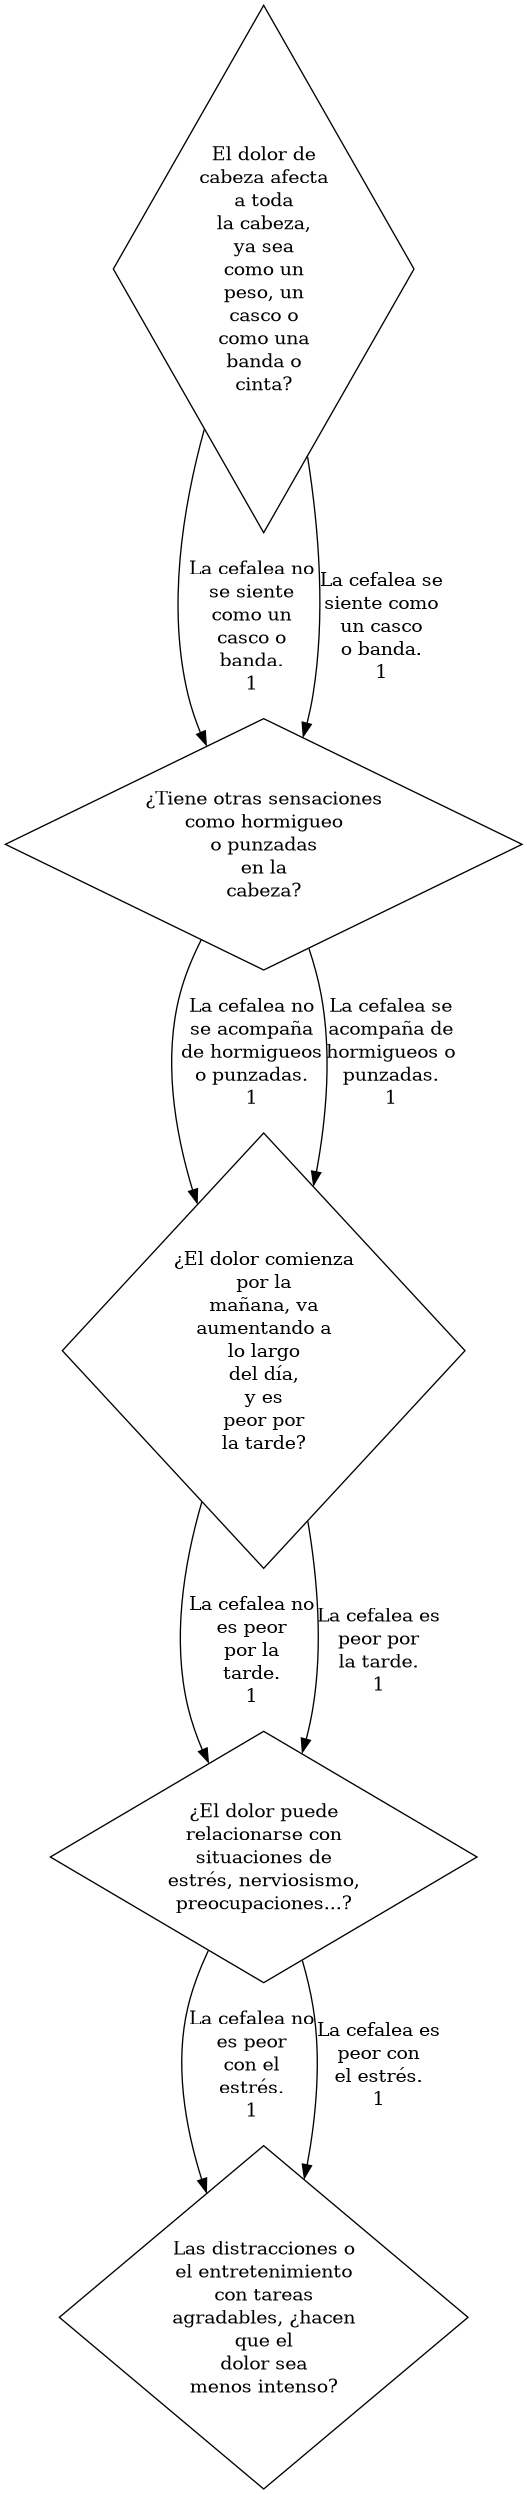 El dolor de
cabeza afecta
a toda
la cabeza,
ya sea
como un
peso, un
casco o
como una
banda o
cinta?
La cefalea no
se siente
como un
casco o
banda.
1
La cefalea se
siente como
un casco
o banda.
1
¿Tiene otras sensaciones
como hormigueo
o punzadas
en la
cabeza?
La cefalea no
se acompaña
de hormigueos
o punzadas.
1
La cefalea se
acompaña de
hormigueos o
punzadas.
1
¿El dolor comienza
por la
mañana, va
aumentando a
lo largo
del día,
y es
peor por
la tarde?
La cefalea no
es peor
por la
tarde.
1
La cefalea es
peor por
la tarde.
1
¿El dolor puede
relacionarse con
situaciones de
estrés, nerviosismo,
preocupaciones...?
La cefalea no
es peor
con el
estrés.
1
La cefalea es
peor con
el estrés.
1
Las distracciones o
el entretenimiento
con tareas
agradables, ¿hacen
que el
dolor sea
menos intenso?